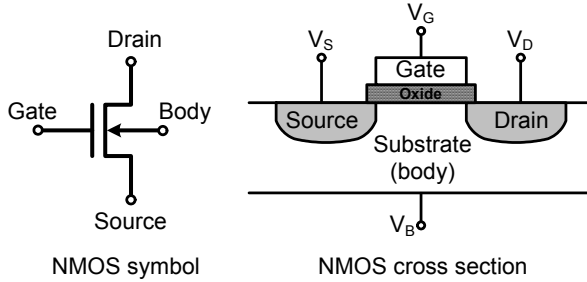 Drain
Gate
Body
Source
NMOS symbol
V_S
V_G
V_D
Gate
Oxide
Source
Drain
Substrate
(body)
V_B
NMOS cross section